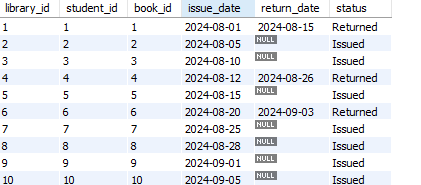 library_id student_id book_id issue_date return_date status
1 1 1 2024-08-01 2024-08-15 Returned
2 2 2 2024-08-05 NULL Issued
3 3 3 2024-08-10 NULL Issued
4 4 4 2024-08-12 2024-08-26 Returned
5 5 5 2024-08-15 NULL Issued
6 6 6 2024-08-20 2024-09-03 Returned
7 7 7 2024-08-25 NULL Issued
8 8 8 2024-08-28 NULL Issued
9 9 9 2024-09-01 NULL Issued
10 10 10 2024-09-05 NULL Issued